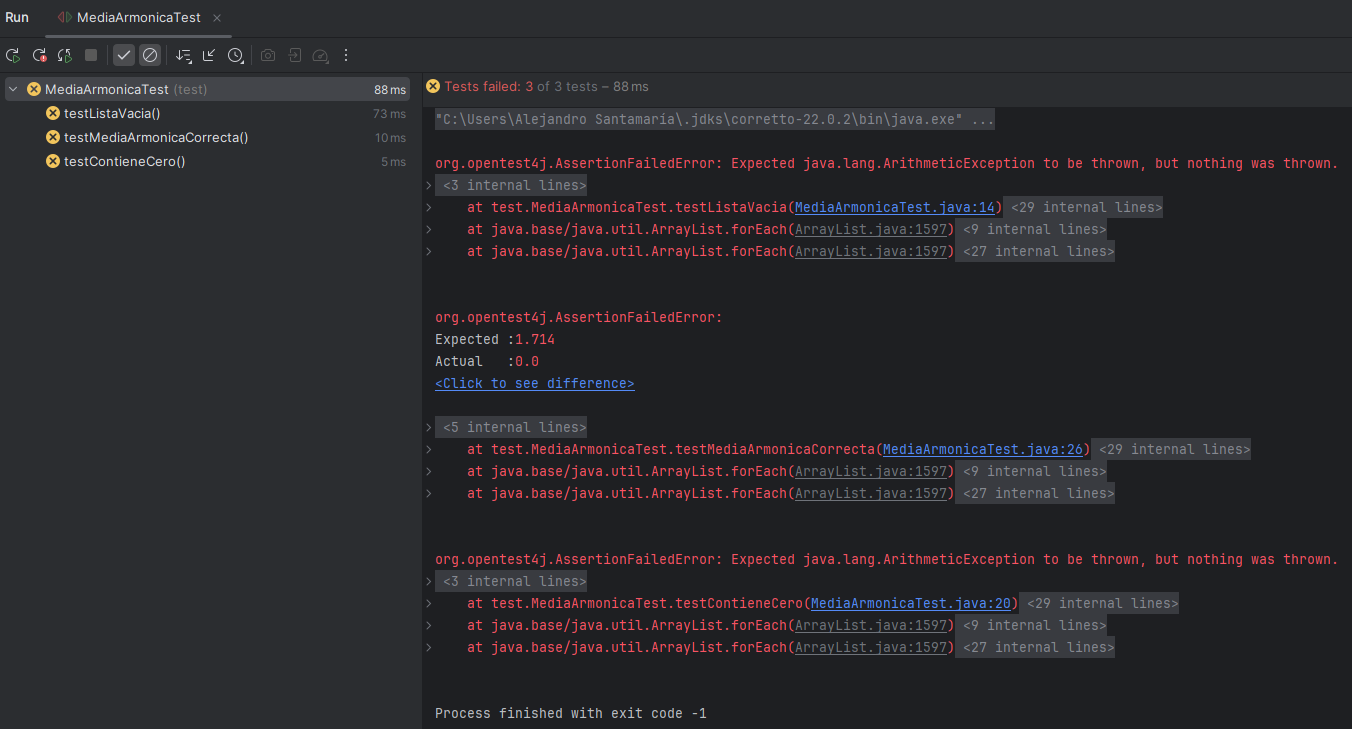 Run MediaArmonicaTest
MediaArmonicaTest (test) 88 ms
testListaVacia() 73 ms
testMediaArmonicaCorrecta() 10 ms
testContieneCero() 5 ms
Tests failed: 3 of 3 tests – 88 ms
"C:\Users\Alejandro Santamaría\.jdks\corretto-22.0.2\bin\java.exe" ...
org.opentest4j.AssertionFailedError: Expected java.lang.ArithmeticException to be thrown, but nothing was thrown.
<3 internal lines>
at test.MediaArmonicaTest.testListaVacia(MediaArmonicaTest.java:14) <29 internal lines>
at java.base/java.util.ArrayList.forEach(ArrayList.java:1597) <9 internal lines>
at java.base/java.util.ArrayList.forEach(ArrayList.java:1597) <27 internal lines>
org.opentest4j.AssertionFailedError:
Expected :1.714
Actual   :0.0
<Click to see difference>
<5 internal lines>
at test.MediaArmonicaTest.testMediaArmonicaCorrecta(MediaArmonicaTest.java:26) <29 internal lines>
at java.base/java.util.ArrayList.forEach(ArrayList.java:1597) <9 internal lines>
at java.base/java.util.ArrayList.forEach(ArrayList.java:1597) <27 internal lines>
org.opentest4j.AssertionFailedError: Expected java.lang.ArithmeticException to be thrown, but nothing was thrown.
<3 internal lines>
at test.MediaArmonicaTest.testContieneCero(MediaArmonicaTest.java:20) <29 internal lines>
at java.base/java.util.ArrayList.forEach(ArrayList.java:1597) <9 internal lines>
at java.base/java.util.ArrayList.forEach(ArrayList.java:1597) <27 internal lines>
Process finished with exit code -1